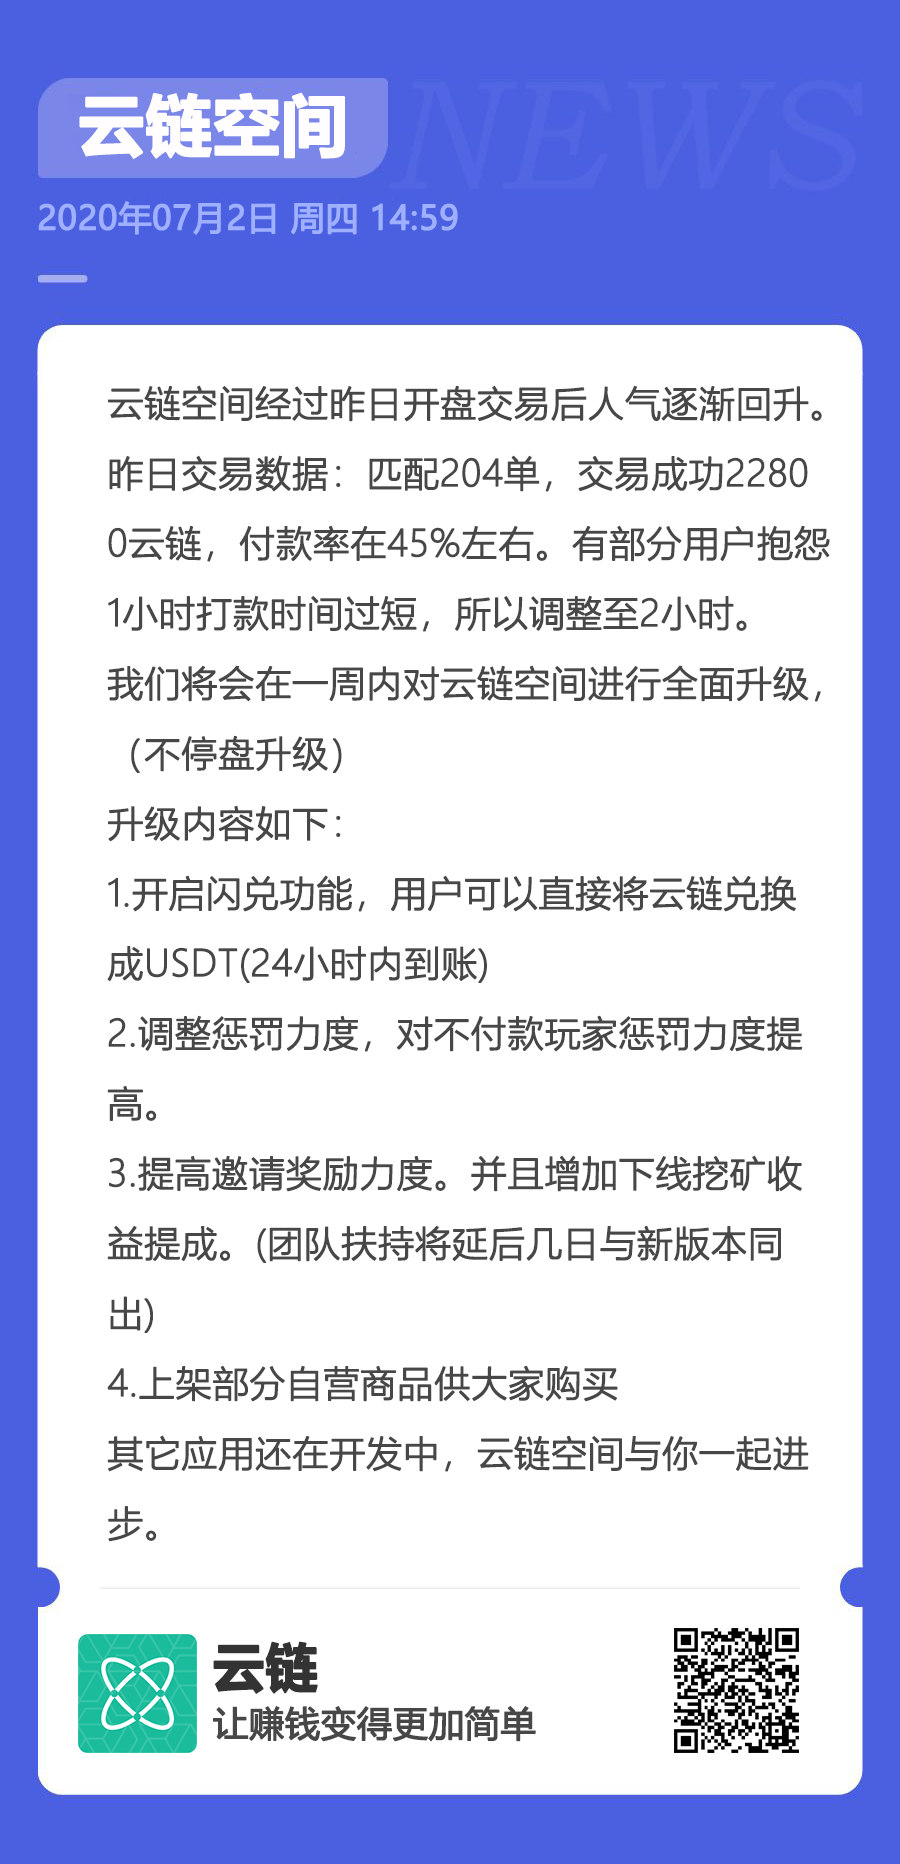 云链空间
NEWS
2020年07月2日 周四 14:59
云链空间经过昨日开盘交易后人气逐渐回升。
昨日交易数据：匹配204单，交易成功2280
0云链，付款率在45%左右。有部分用户抱怨
1小时打款时间过短，所以调整至2小时。
我们将会在一周内对云链空间进行全面升级，
（不停盘升级）
升级内容如下：
1.开启闪兑功能，用户可以直接将云链兑换
成USDT(24小时内到账)
2.调整惩罚力度，对不付款玩家惩罚力度提
高。
3.提高邀请奖励力度。并且增加下线挖矿收
益提成。(团队扶持将延后几日与新版本同
出)
4.上架部分自营商品供大家购买
其它应用还在开发中，云链空间与你一起进
步。
云链
让赚钱变得更加简单